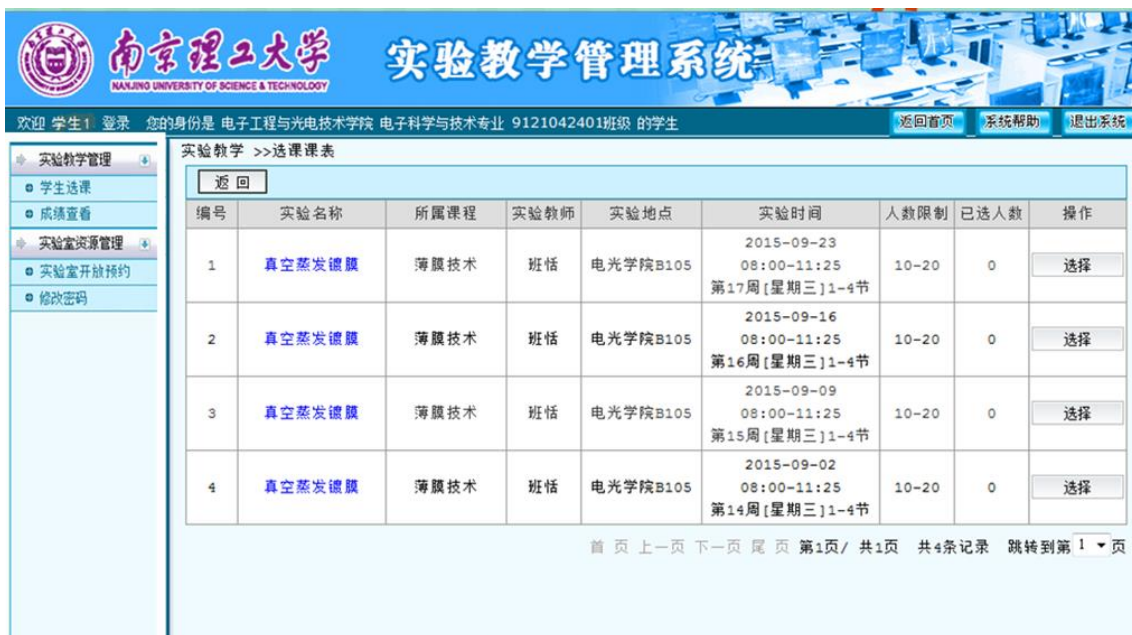 南京理工大学
NANJING UNIVERSITY OF SCIENCE & TECHNOLOGY
实验教学管理系统
欢迎 学生1 登录 您的身份是 电子工程与光电技术学院 电子科学与技术专业 9121042401班级 的学生
返回首页 系统帮助 退出系统
实验教学管理
学生选课
成绩查看
实验室资源管理
实验室开放预约
修改密码
实验教学 >>选课课表
返 回
编号 实验名称 所属课程 实验教师 实验地点 实验时间 人数限制 已选人数 操作
1 真空蒸发镀膜 薄膜技术 班恬 电光学院B105 2015-09-23
08:00-11:25
第17周[星期三]1-4节 10-20 0 选择
2 真空蒸发镀膜 薄膜技术 班恬 电光学院B105 2015-09-16
08:00-11:25
第16周[星期三]1-4节 10-20 0 选择
3 真空蒸发镀膜 薄膜技术 班恬 电光学院B105 2015-09-09
08:00-11:25
第15周[星期三]1-4节 10-20 0 选择
4 真空蒸发镀膜 薄膜技术 班恬 电光学院B105 2015-09-02
08:00-11:25
第14周[星期三]1-4节 10-20 0 选择
首 页 上一页 下一页 尾 页 第1页/ 共1页 共4条记录 跳转到第 1 页